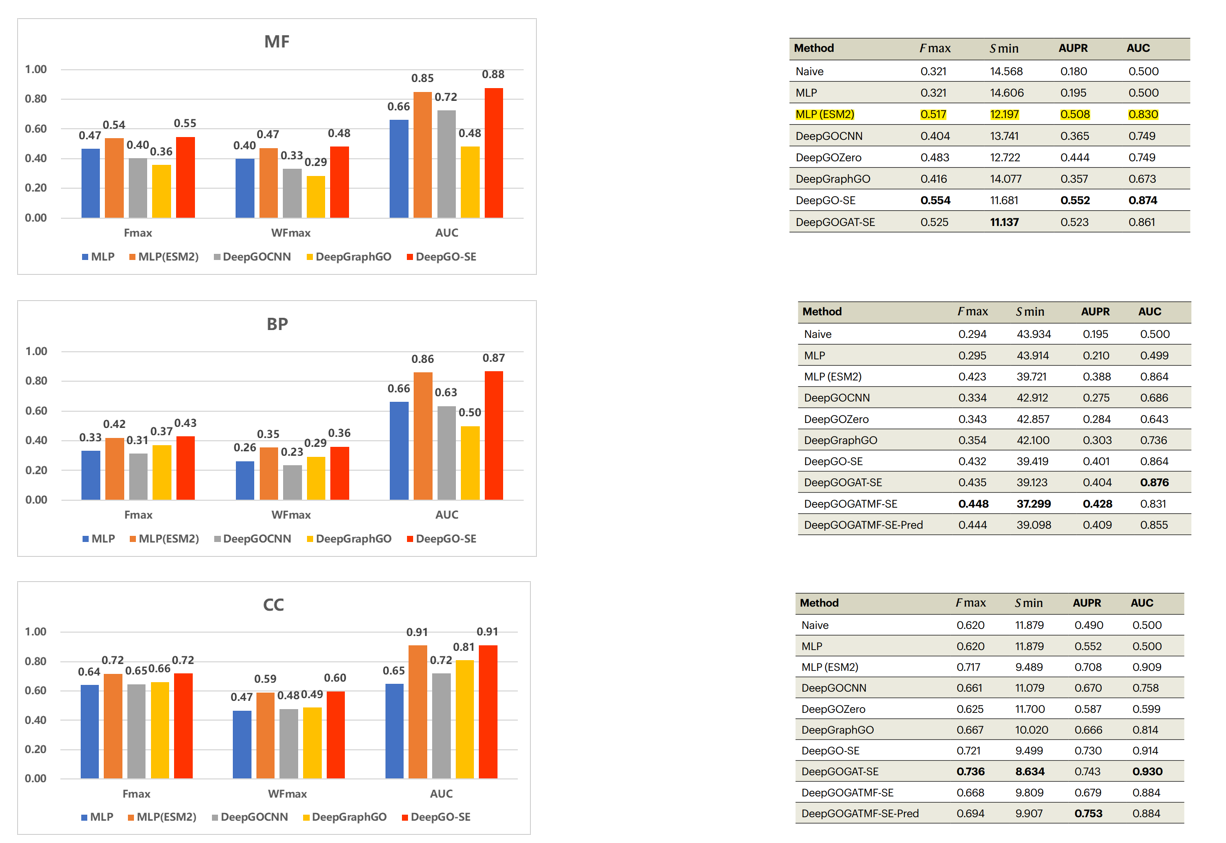 MF
1.00
0.80
0.60
0.40
0.20
0.00
0.47 0.54 0.40 0.36 0.55
0.40 0.47 0.33 0.29 0.48
0.66 0.85 0.72 0.48 0.88
Fmax WFmax AUC
MLP MLP(ESM2) DeepGOCNN DeepGraphGO DeepGO-SE
Method F max S min AUPR AUC
Naive 0.321 14.568 0.180 0.500
MLP 0.321 14.606 0.195 0.500
MLP (ESM2) 0.517 12.197 0.508 0.830
DeepGOCNN 0.404 13.741 0.365 0.749
DeepGOZero 0.483 12.722 0.444 0.749
DeepGraphGO 0.416 14.077 0.357 0.673
DeepGO-SE 0.554 11.681 0.552 0.874
DeepGOGAT-SE 0.525 11.137 0.523 0.861
BP
1.00
0.80
0.60
0.40
0.20
0.00
0.33 0.42 0.31 0.37 0.43
0.26 0.35 0.23 0.29 0.36
0.66 0.86 0.63 0.50 0.87
Fmax WFmax AUC
MLP MLP(ESM2) DeepGOCNN DeepGraphGO DeepGO-SE
Method F max S min AUPR AUC
Naive 0.294 43.934 0.195 0.500
MLP 0.295 43.914 0.210 0.499
MLP (ESM2) 0.423 39.721 0.388 0.864
DeepGOCNN 0.334 42.912 0.275 0.686
DeepGOZero 0.343 42.857 0.284 0.643
DeepGraphGO 0.354 42.100 0.303 0.736
DeepGO-SE 0.432 39.419 0.401 0.864
DeepGOGAT-SE 0.435 39.123 0.404 0.876
DeepGOGATMF-SE 0.448 37.299 0.428 0.831
DeepGOGATMF-SE-Pred 0.444 39.098 0.409 0.855
CC
1.00
0.80
0.60
0.40
0.20
0.00
0.64 0.72 0.65 0.66 0.72
0.47 0.59 0.48 0.49 0.60
0.65 0.91 0.72 0.81 0.91
Fmax WFmax AUC
MLP MLP(ESM2) DeepGOCNN DeepGraphGO DeepGO-SE
Method F max S min AUPR AUC
Naive 0.620 11.879 0.490 0.500
MLP 0.620 11.879 0.552 0.500
MLP (ESM2) 0.717 9.489 0.708 0.909
DeepGOCNN 0.661 11.079 0.670 0.758
DeepGOZero 0.625 11.700 0.587 0.599
DeepGraphGO 0.667 10.020 0.666 0.814
DeepGO-SE 0.721 9.499 0.730 0.914
DeepGOGAT-SE 0.736 8.634 0.743 0.930
DeepGOGATMF-SE 0.668 9.809 0.679 0.884
DeepGOGATMF-SE-Pred 0.694 9.907 0.753 0.884